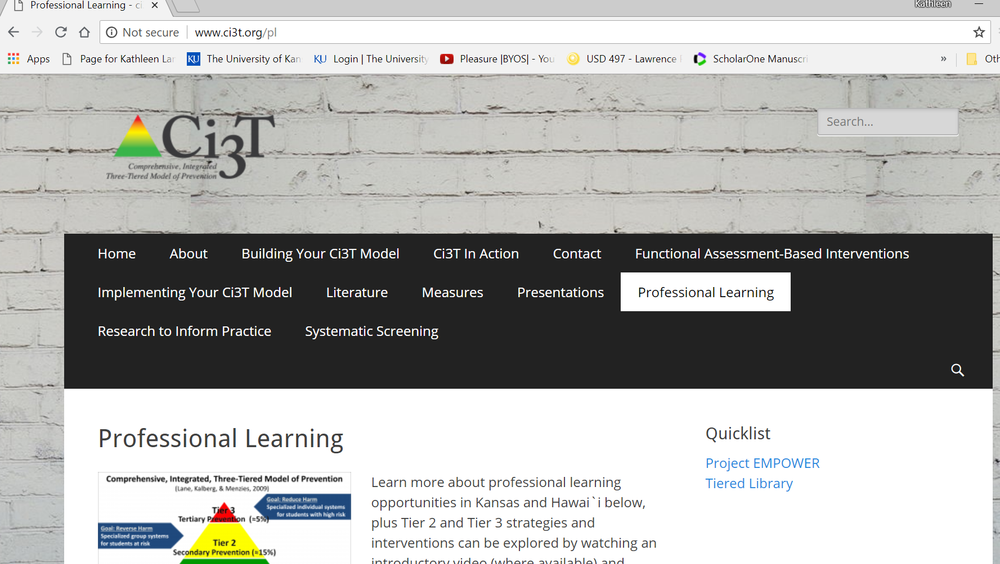 Professional Learning - ci
Kathleen
Not secure
www.ci3t.org/pl
Apps
Page for Kathleen Lar
KU
The University of Kan
KU
Login | The University
Pleasure |BYOS| - You
USD 497 - Lawrence
ScholarOne Manuscri
»
Oth
Ci3T
Comprehensive, Integrated
Three-Tiered Model of Prevention
Search...
Home
About
Building Your Ci3T Model
Ci3T In Action
Contact
Functional Assessment-Based Interventions
Implementing Your Ci3T Model
Literature
Measures
Presentations
Professional Learning
Research to Inform Practice
Systematic Screening
Professional Learning
Comprehensive, Integrated, Three-Tiered Model of Prevention
(Lane, Kalberg, & Menzies, 2009)
Goal: Reduce Harm
Specialized individual systems
for students with high risk
Tier 3
Tertiary Prevention (≈5%)
Goal: Reverse Harm
Specialized group systems
for students at risk
Tier 2
Secondary Prevention (≈15%)
Learn more about professional learning
opportunities in Kansas and Hawai`i below,
plus Tier 2 and Tier 3 strategies and
interventions can be explored by watching an
introductory video (where available) and
Quicklist
Project EMPOWER
Tiered Library